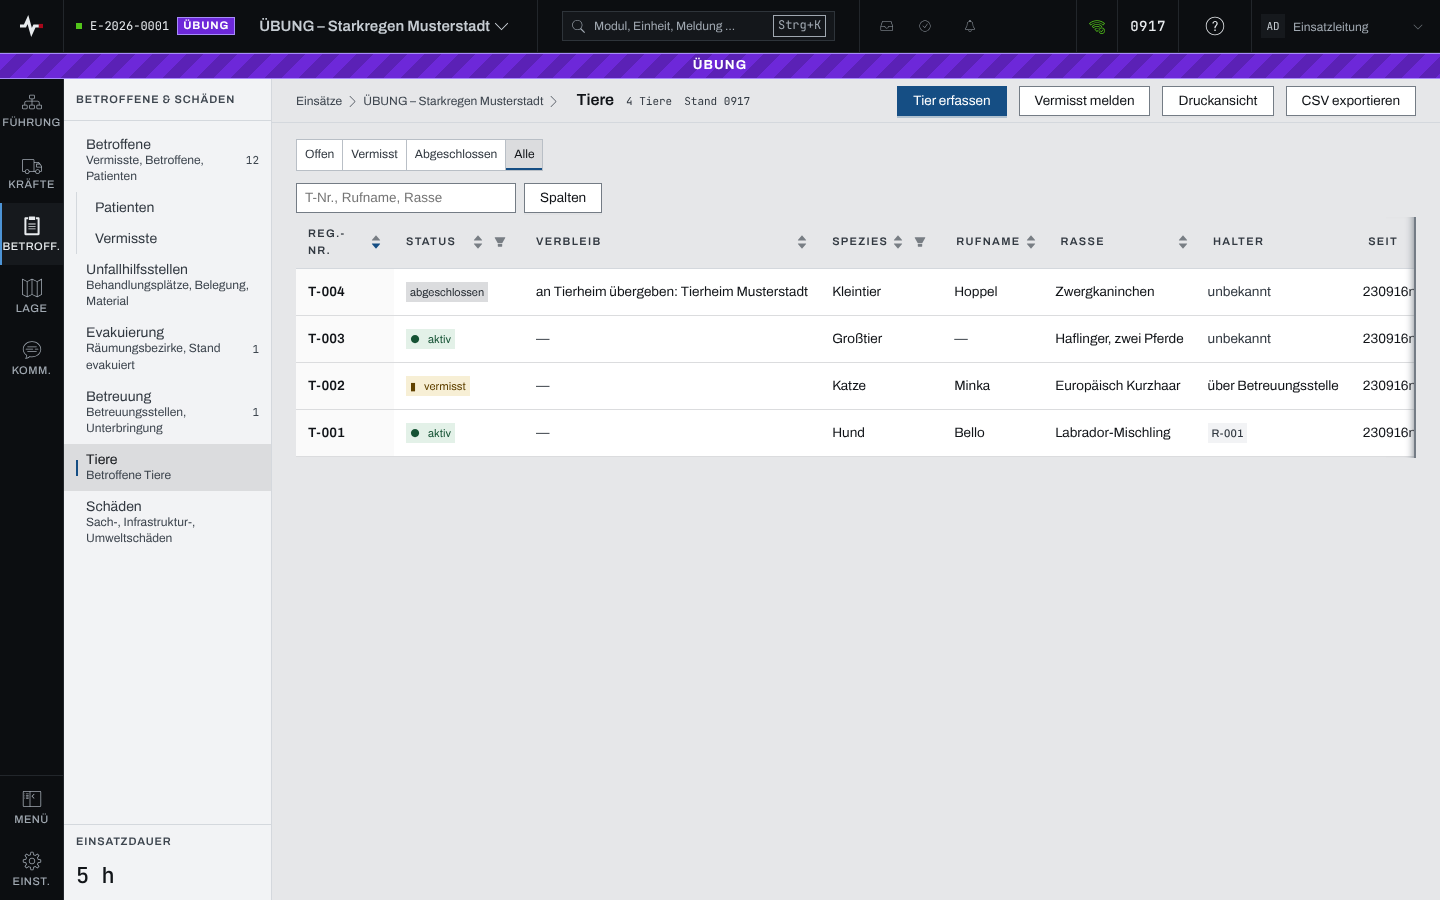 E-2026-0001 ÜBUNG ÜBUNG – Starkregen Musterstadt Modul, Einheit, Meldung ... Strg+K 0917 ? AD Einsatzleitung
ÜBUNG
FÜHRUNG
KRÄFTE
BETROFF.
LAGE
KOMM.
MENÜ
EINST.
BETROFFENE & SCHÄDEN
Betroffene
Vermisste, Betroffene, 12
Patienten
Patienten
Vermisste
Unfallhilfsstellen
Behandlungsplätze, Belegung,
Material
Evakuierung
Räumungsbezirke, Stand 1
evakuiert
Betreuung
Betreuungsstellen, 1
Unterbringung
Tiere
Betroffene Tiere
Schäden
Sach-, Infrastruktur-,
Umweltschäden
EINSATZDAUER
5 h
Einsätze ÜBUNG – Starkregen Musterstadt Tiere 4 Tiere Stand 0917 Tier erfassen Vermisst melden Druckansicht CSV exportieren
Offen Vermisst Abgeschlossen Alle
T-Nr., Rufname, Rasse Spalten
REG.-
NR. STATUS VERBLEIB SPEZIES RUFNAME RASSE HALTER SEIT
T-004 abgeschlossen an Tierheim übergeben: Tierheim Musterstadt Kleintier Hoppel Zwergkaninchen unbekannt 230916
T-003 aktiv — Großtier — Haflinger, zwei Pferde unbekannt 230916
T-002 vermisst — Katze Minka Europäisch Kurzhaar über Betreuungsstelle 230916
T-001 aktiv — Hund Bello Labrador-Mischling R-001 230916